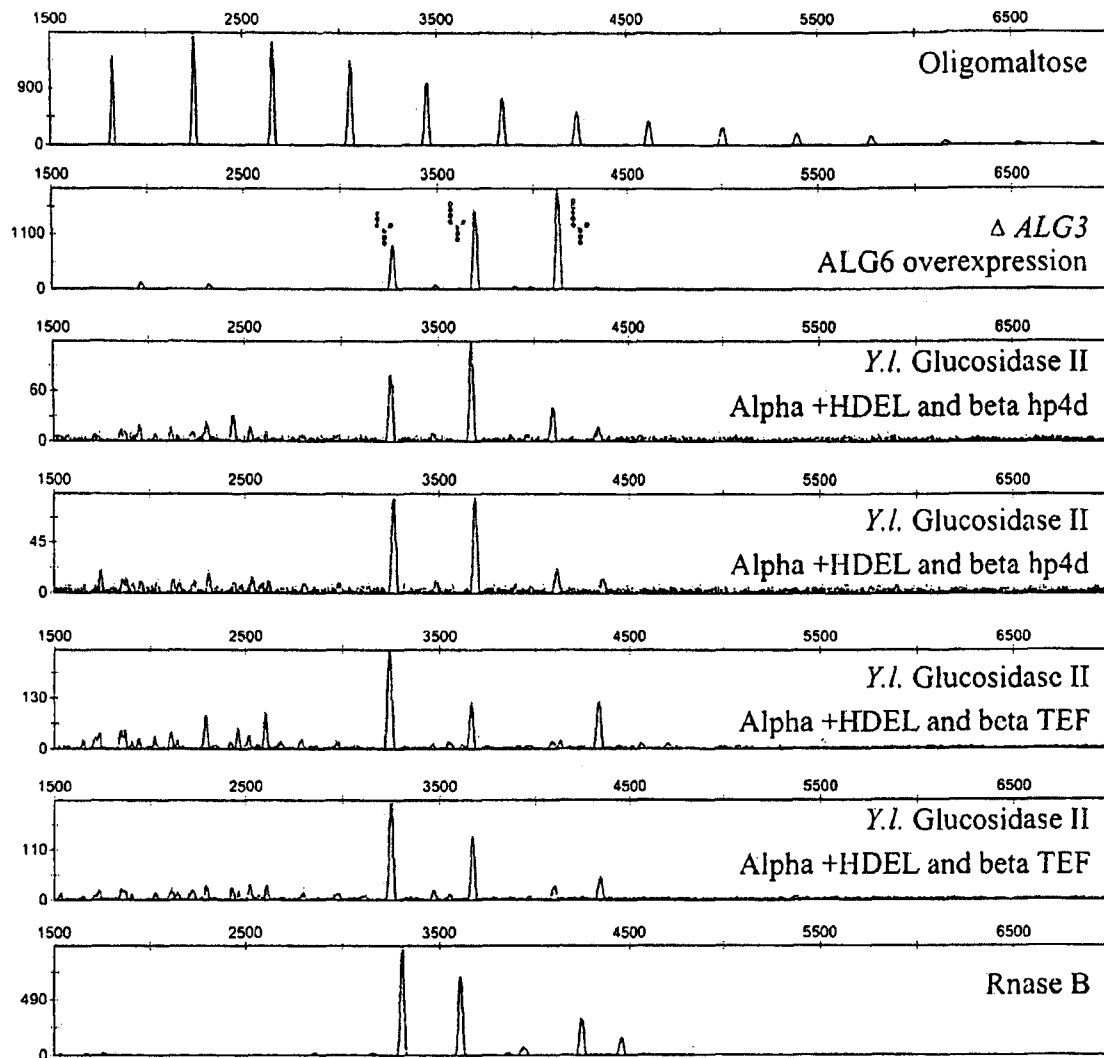 1500 2500 3500 4500 5500 6500
Oligomaltose
900
0
1500 2500 3500 4500 5500 6500
Δ ALG3
1100
ALG6 overexpression
0
1500 2500 3500 4500 5500 6500
Y.l. Glucosidase II
60
Alpha +HDEL and beta hp4d
0
1500 2500 3500 4500 5500 6500
Y.l. Glucosidase II
45
Alpha +HDEL and beta hp4d
0
1500 2500 3500 4500 5500 6500
Y.l. Glucosidase II
130
Alpha +HDEL and beta TEF
0
1500 2500 3500 4500 5500 6500
Y.l. Glucosidase II
110
Alpha +HDEL and beta TEF
0
1500 2500 3500 4500 5500 6500
Rnase B
490
0